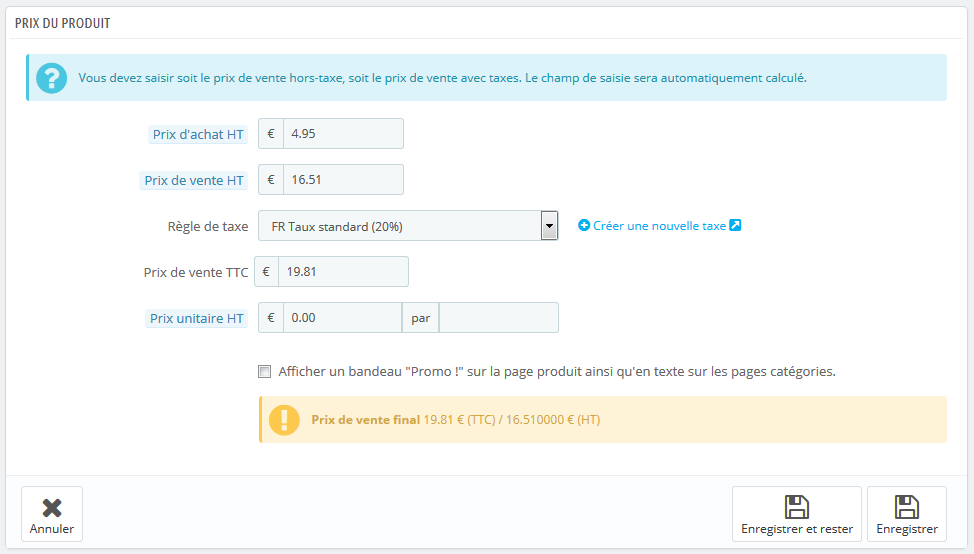 PRIX DU PRODUIT
Vous devez saisir soit le prix de vente hors-taxe, soit le prix de vente avec taxes. Le champ de saisie sera automatiquement calculé.
Prix d'achat HT € 4.95
Prix de vente HT € 16.51
Règle de taxe FR Taux standard (20%) Créer une nouvelle taxe
Prix de vente TTC € 19.81
Prix unitaire HT € 0.00 par
Afficher un bandeau "Promo !" sur la page produit ainsi qu'en texte sur les pages catégories.
Prix de vente final 19.81 € (TTC) / 16.510000 € (HT)
Annuler Enregistrer et rester Enregistrer